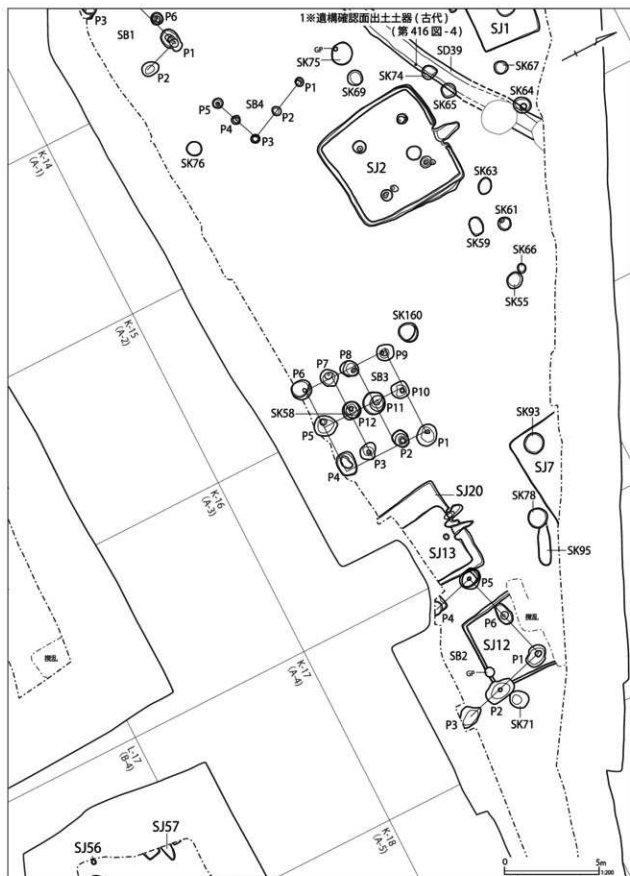 P3
P6
SB1
P1
P2
1※遺構確認面出土土器(古代)
(第416図-4)
SJ1
GP
SK75
SD39
SK74
SK67
SK69
SK65
SK64
P1
P5
SB4
P2
P4
P3
SK76
SJ2
K-14
(A-1)
SK63
SK61
SK59
SK66
SK55
K-15
(A-2)
SK160
P8
P9
P7
SB3
P6
P10
SK58
P11
P12
P5
P1
P2
P3
P4
SK93
SJ7
K-16
(A-3)
SJ20
SK78
SJ13
SK95
P5
P4
P6
撹乱
撹乱
SJ12
K-17
(A-4)
SB2
P1
GP
P2
SK71
P3
L-17
(B-4)
K-18
(A-5)
SJ57
SJ56
0 5m
1:200